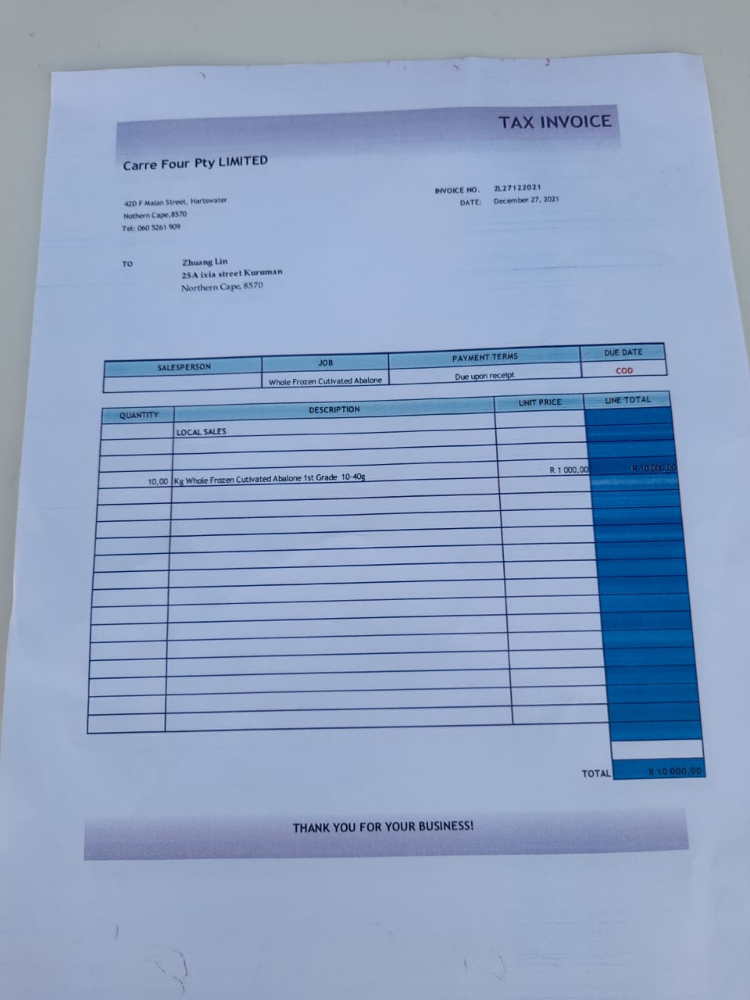 TAX INVOICE
Carre Four Pty LIMITED
42D F Malan Street, Hartswater
Nothern Cape,8570
Tel: 060 5261 909
INVOICE NO. ZL27122021
DATE: December 27, 2021
TO
Zhuang Lin
25A ixia street Kuruman
Northern Cape, 8570
SALESPERSON JOB PAYMENT TERMS DUE DATE
Whole Frozen Cutivated Abalone Due upon receipt COD
QUANTITY DESCRIPTION UNIT PRICE LINE TOTAL
LOCAL SALES
10,00 Kg Whole Frozen Cutivated Abalone 1st Grade 10-40g R 1 000,00 R 10 000,00
TOTAL R 10 000,00
THANK YOU FOR YOUR BUSINESS!